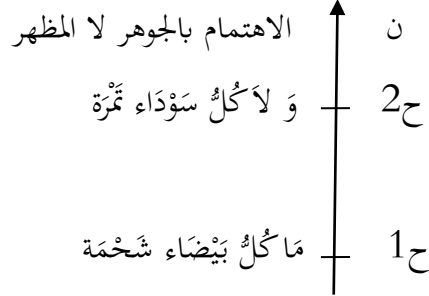 ن الاهتمام بالجوهر لا المظهر
ح2 وَ لاَ كُلُّ سَوْدَاء تَمْرَة
ح1 مَا كُلُّ بَيْضَاء شَحْمَة